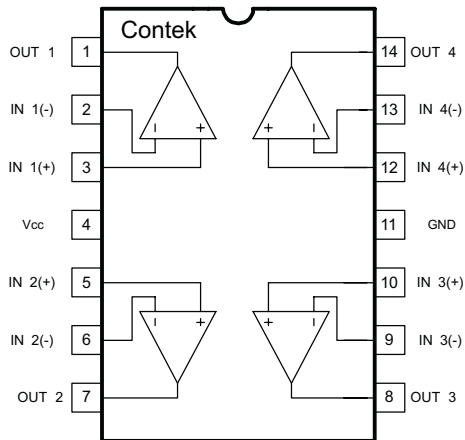 Contek
OUT 1 1 14 OUT 4
IN 1(-) 2 13 IN 4(-)
IN 1(+) 3 12 IN 4(+)
Vcc 4 11 GND
IN 2(+) 5 10 IN 3(+)
IN 2(-) 6 9 IN 3(-)
OUT 2 7 8 OUT 3